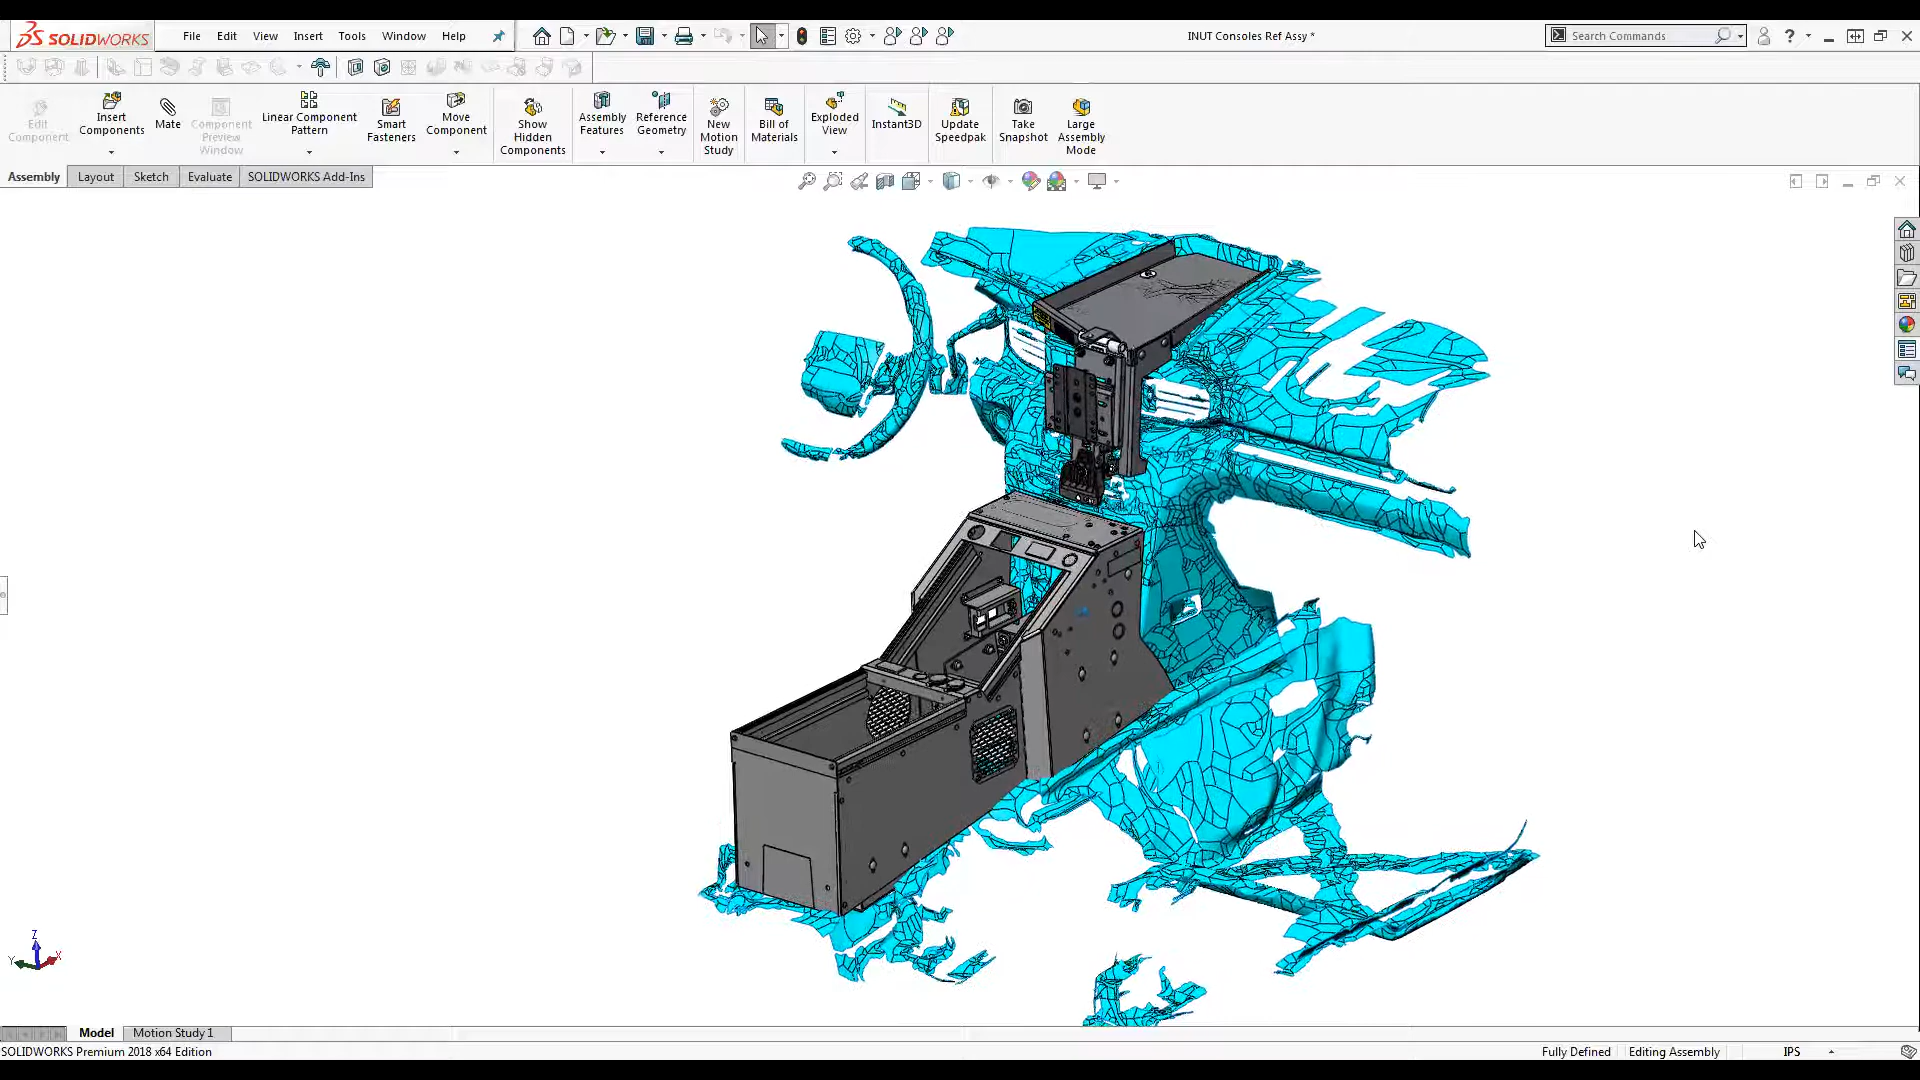 SOLIDWORKS
File Edit View Insert Tools Window Help
INUT Consoles Ref Assy *
Search Commands
?
Edit Component
Insert Components
Mate
Component Preview Window
Linear Component Pattern
Smart Fasteners
Move Component
Show Hidden Components
Assembly Features
Reference Geometry
New Motion Study
Bill of Materials
Exploded View
Instant3D
Update Speedpak
Take Snapshot
Large Assembly Mode
Assembly Layout Sketch Evaluate SOLIDWORKS Add-Ins
Z
Y X
Model Motion Study 1
SOLIDWORKS Premium 2018 x64 Edition
Fully Defined Editing Assembly IPS